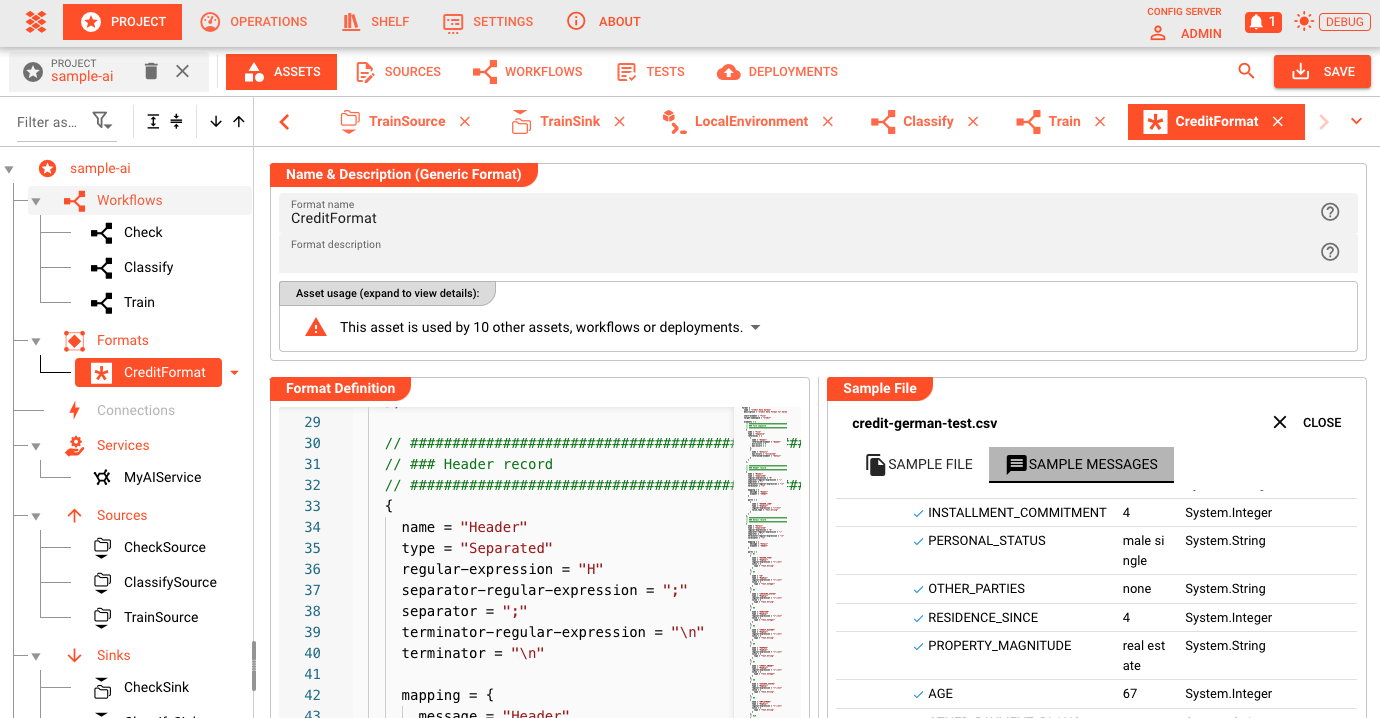 PROJECT
OPERATIONS
SHELF
SETTINGS
ABOUT
CONFIG SERVER
ADMIN
1
DEBUG
PROJECT
sample-ai
ASSETS
SOURCES
WORKFLOWS
TESTS
DEPLOYMENTS
SAVE
Filter as...
TrainSource
TrainSink
LocalEnvironment
Classify
Train
CreditFormat
sample-ai
Workflows
Check
Classify
Train
Formats
CreditFormat
Connections
Services
MyAIService
Sources
CheckSource
ClassifySource
TrainSource
Sinks
CheckSink
Name & Description (Generic Format)
Format name
CreditFormat
Format description
Asset usage (expand to view details):
This asset is used by 10 other assets, workflows or deployments.
Format Definition
29
30 // ############################################
31 // ### Header record
32 // ############################################
33 {
34 name = "Header"
35 type = "Separated"
36 regular-expression = "H"
37 separator-regular-expression = ";"
38 separator = ";"
39 terminator-regular-expression = "\n"
40 terminator = "\n"
41
42 mapping = {
43 message = "Header"
Sample File
credit-german-test.csv
CLOSE
SAMPLE FILE
SAMPLE MESSAGES
INSTALLMENT_COMMITMENT 4 System.Integer
PERSONAL_STATUS male si System.String
ngle
OTHER_PARTIES none System.String
RESIDENCE_SINCE 4 System.Integer
PROPERTY_MAGNITUDE real est System.String
ate
AGE 67 System.Integer